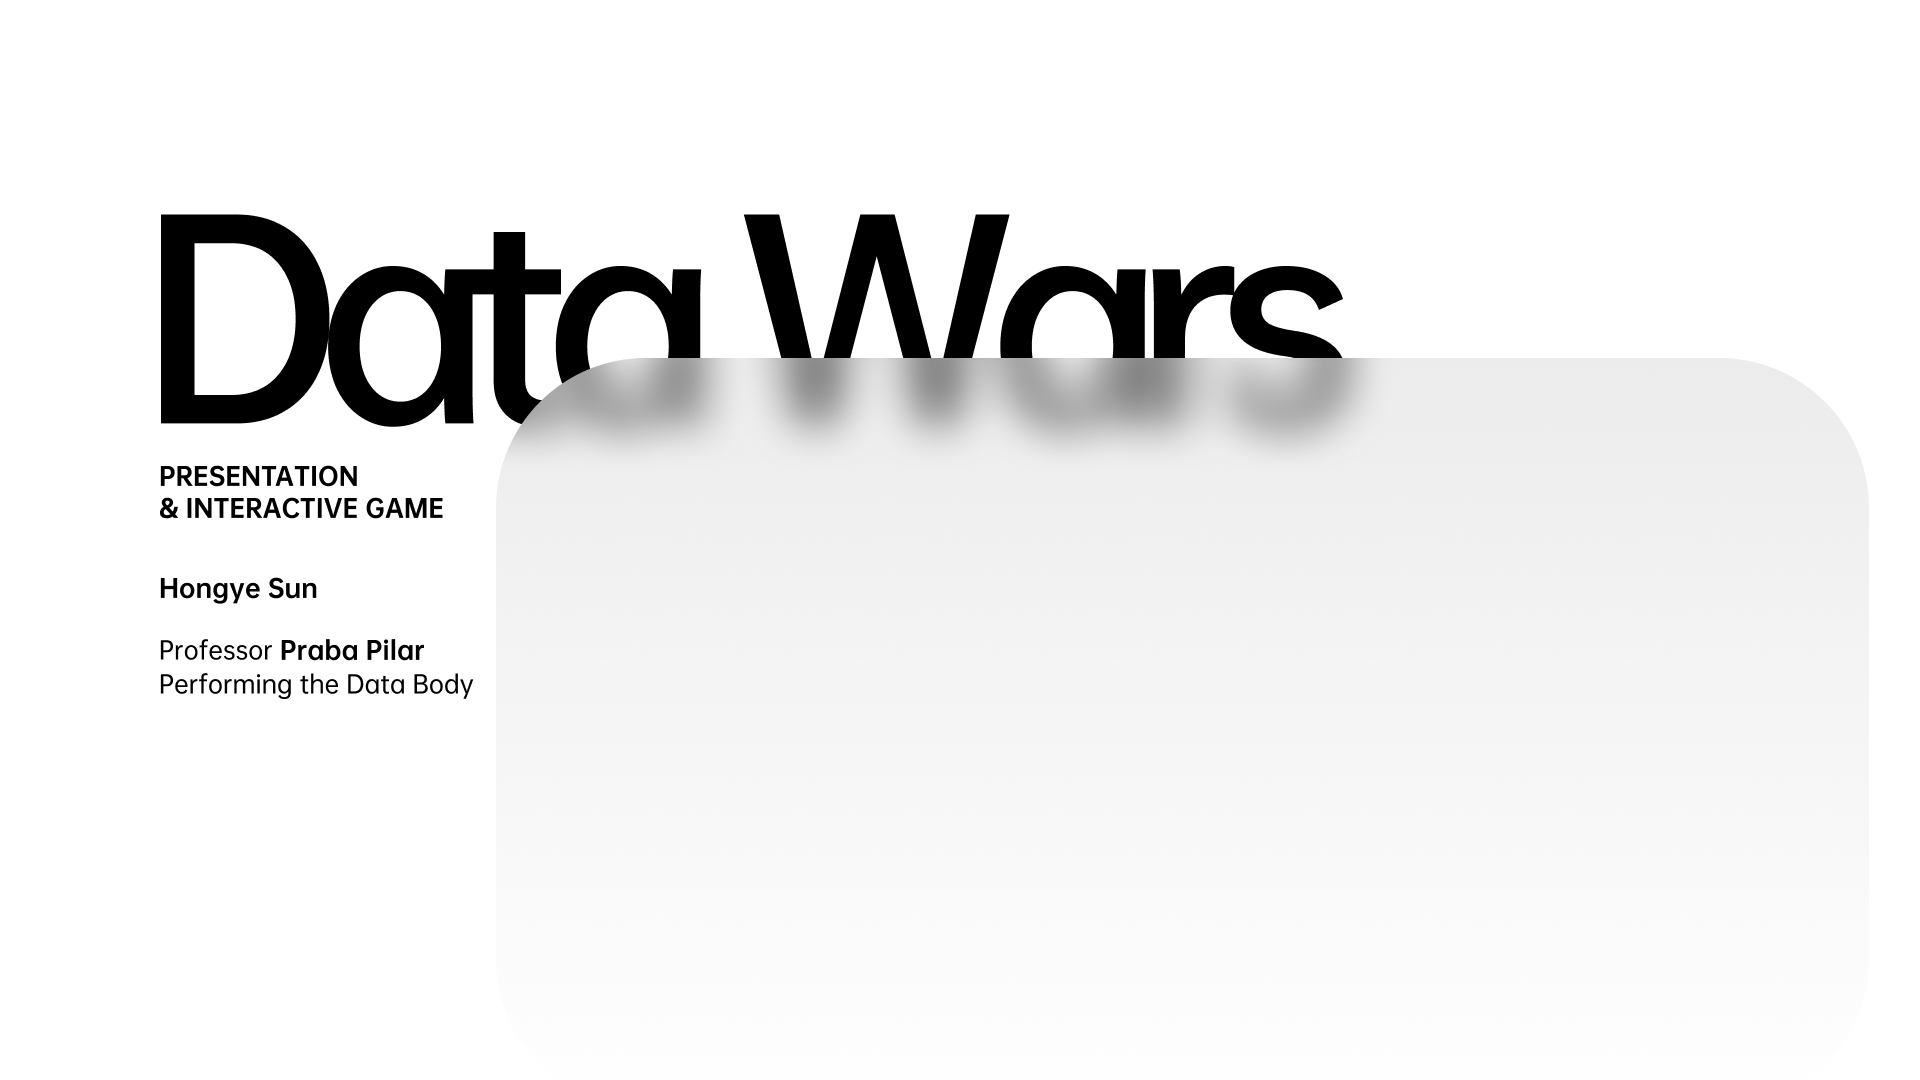 Data Wars
PRESENTATION
& INTERACTIVE GAME
Hongye Sun
Professor Praba Pilar
Performing the Data Body